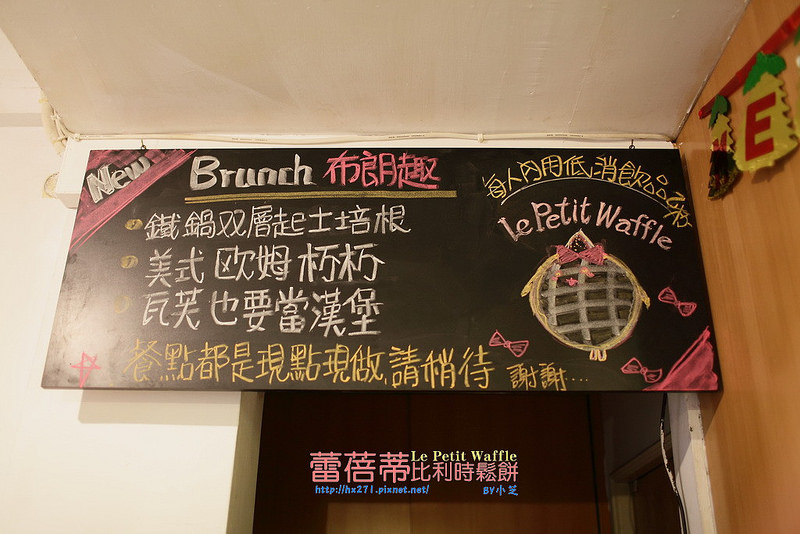 New
Brunch 布朗趣
鐵鍋双層起士培根
美式歐姆杤杤
瓦芙也要當漢堡
餐點都是現點現做,請稍待 謝謝...
每人內用低消飲品乙杯
Le Petit Waffle
E
Le Petit Waffle
蕾蓓蒂比利時鬆餅
http://hx271.pixnet.net/
BY小芝